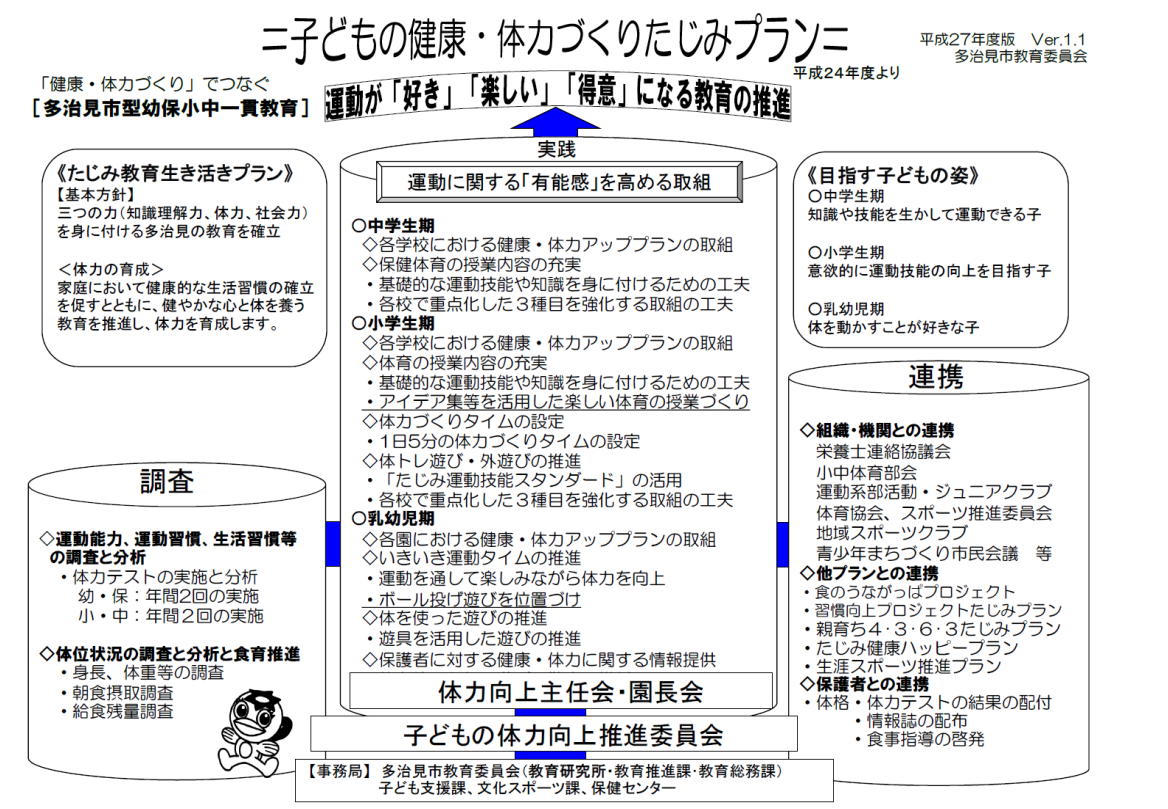 =子どもの健康・体力づくりたじみプラン=
平成27年度版　Ver.1.1
多治見市教育委員会
平成24年度より
「健康・体力づくり」でつなぐ
[多治見市型幼保小中一貫教育]
運動が「好き」「楽しい」「得意」になる教育の推進
《たじみ教育生き活きプラン》
【基本方針】
三つの力(知識理解力、体力、社会力)
を身に付ける多治見の教育を確立
＜体力の育成＞
家庭において健康的な生活習慣の確立
を促すとともに、健やかな心と体を養う
教育を推進し、体力を育成します。
実践
運動に関する「有能感」を高める取組
○中学生期
◇各学校における健康・体力アッププランの取組
◇保健体育の授業内容の充実
・基礎的な運動技能や知識を身に付けるための工夫
・各校で重点化した３種目を強化する取組の工夫
○小学生期
◇各学校における健康・体力アッププランの取組
◇体育の授業内容の充実
・基礎的な運動技能や知識を身に付けるための工夫
・アイデア集等を活用した楽しい体育の授業づくり
◇体力づくりタイムの設定
・1日5分の体力づくりタイムの設定
◇体トレ遊び・外遊びの推進
・「たじみ運動技能スタンダード」の活用
・各校で重点化した３種目を強化する取組の工夫
○乳幼児期
◇各園における健康・体力アッププランの取組
◇いきいき運動タイムの推進
・運動を通して楽しみながら体力を向上
・ボール投げ遊びを位置づけ
◇体を使った遊びの推進
・遊具を活用した遊びの推進
◇保護者に対する健康・体力に関する情報提供
体力向上主任会・園長会
子どもの体力向上推進委員会
【事務局】 多治見市教育委員会(教育研究所・教育推進課・教育総務課)
子ども支援課、文化スポーツ課、保健センター
《目指す子どもの姿》
○中学生期
知識や技能を生かして運動できる子
○小学生期
意欲的に運動技能の向上を目指す子
○乳幼児期
体を動かすことが好きな子
調査
◇運動能力、運動習慣、生活習慣等
の調査と分析
・体力テストの実施と分析
幼・保：年間2回の実施
小・中：年間２回の実施
◇体位状況の調査と分析と食育推進
・身長、体重等の調査
・朝食摂取調査
・給食残量調査
連携
◇組織・機関との連携
栄養士連絡協議会
小中体育部会
運動系部活動・ジュニアクラブ
体育協会、スポーツ推進委員会
地域スポーツクラブ
青少年まちづくり市民会議　等
◇他プランとの連携
・食のうながっぱプロジェクト
・習慣向上プロジェクトたじみプラン
・親育ち４・３・６・３たじみプラン
・たじみ健康ハッピープラン
・生涯スポーツ推進プラン
◇保護者との連携
・体格・体力テストの結果の配付
・情報誌の配布
・食事指導の啓発